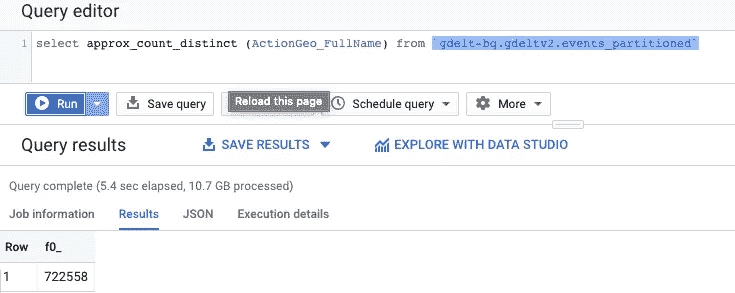 Query editor
1 select approx_count_distinct (ActionGeo_FullName) from `gdelt-bq.gdeltv2.events_partitioned`
Run Save query Reload this page Schedule query More
Query results SAVE RESULTS EXPLORE WITH DATA STUDIO
Query complete (5.4 sec elapsed, 10.7 GB processed)
Job information Results JSON Execution details
Row f0_
1 722558